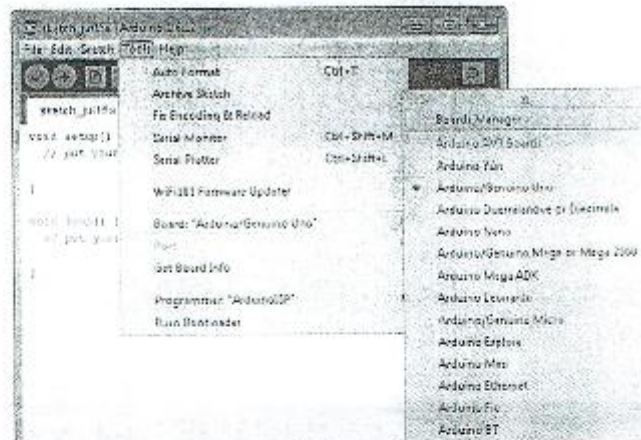 sketch_jul15a | Arduino 1.6.12
File Edit Sketch Tools Help
Auto Format Ctrl+T
Archive Sketch
Fix Encoding & Reload
Serial Monitor Ctrl+Shift+M
Serial Plotter Ctrl+Shift+L
WiFi101 Firmware Updater
Board: "Arduino/Genuino Uno"
Port
Get Board Info
Programmer: "ArduinoISP"
Burn Bootloader
void setup() {
// put your
}
void loop() {
// put your
}
Boards Manager...
Arduino AVR Boards
Arduino Yún
Arduino/Genuino Uno
Arduino Duemilanove or Diecimila
Arduino Nano
Arduino/Genuino Mega or Mega 2560
Arduino Mega ADK
Arduino Leonardo
Arduino/Genuino Micro
Arduino Esplora
Arduino Mini
Arduino Ethernet
Arduino Fio
Arduino BT